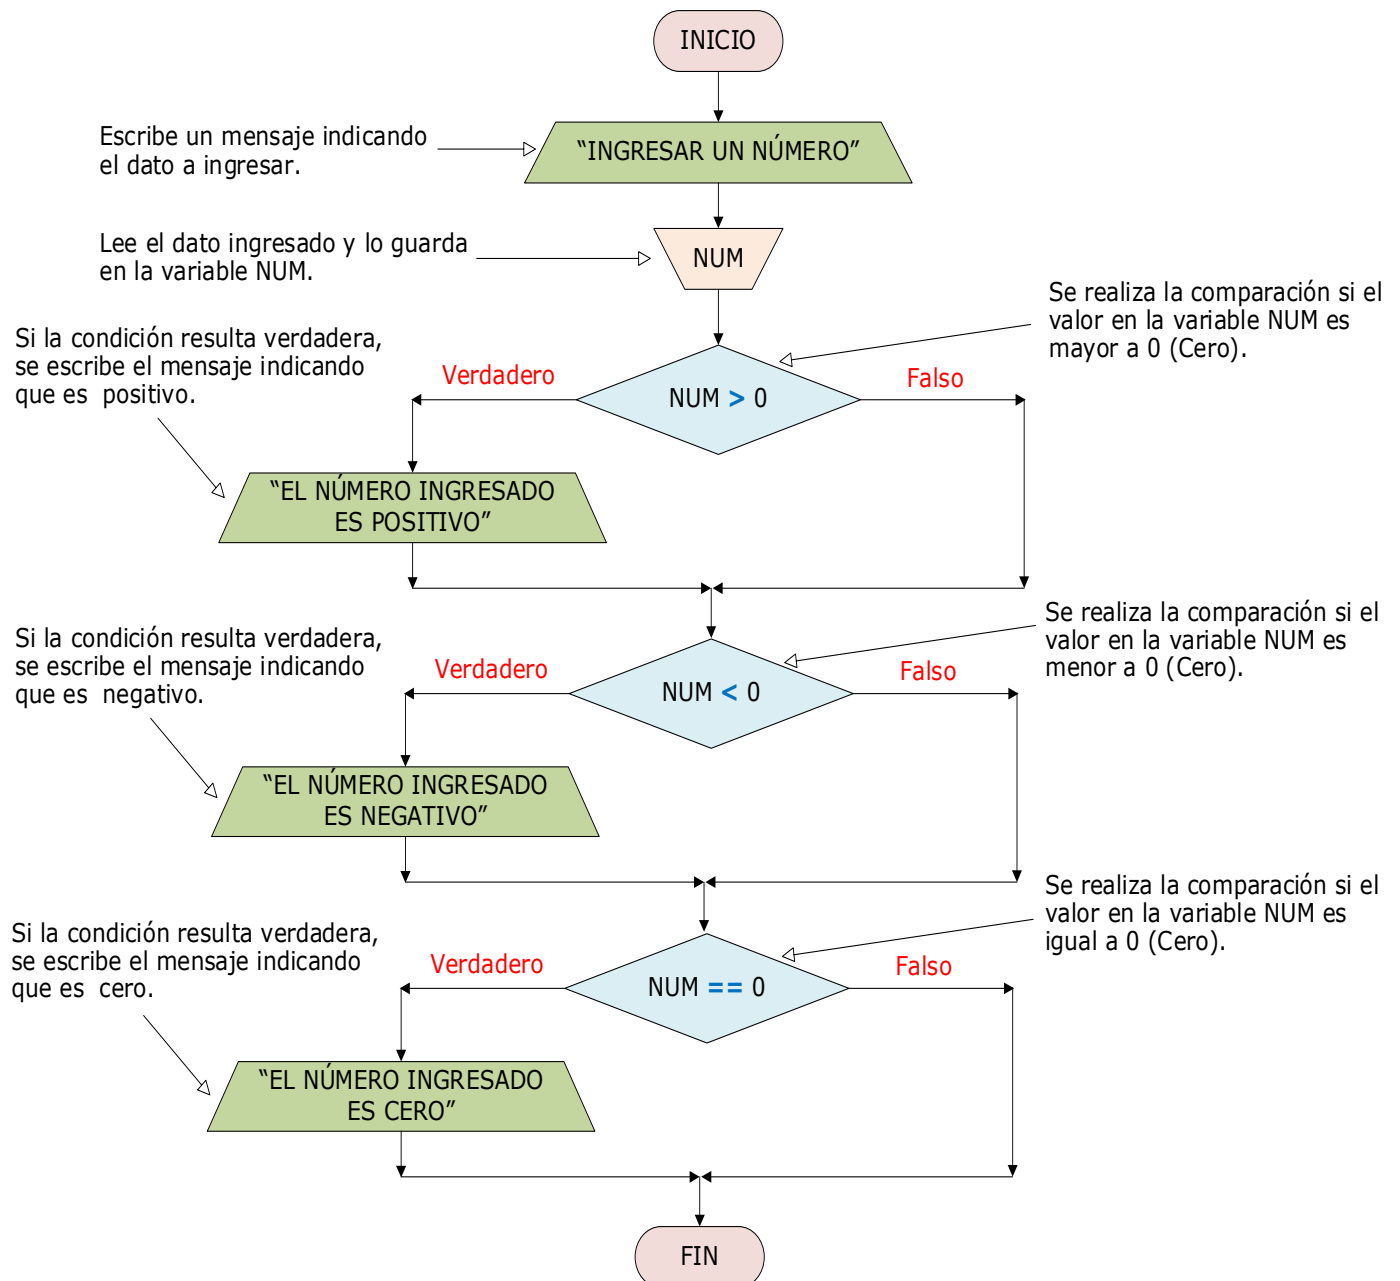 INICIO
Escribe un mensaje indicando
el dato a ingresar.
“INGRESAR UN NÚMERO”
Lee el dato ingresado y lo guarda
en la variable NUM.
NUM
Se realiza la comparación si el
valor en la variable NUM es
mayor a 0 (Cero).
Si la condición resulta verdadera,
se escribe el mensaje indicando
que es positivo.
Verdadero
NUM > 0
Falso
“EL NÚMERO INGRESADO
ES POSITIVO”
Se realiza la comparación si el
valor en la variable NUM es
menor a 0 (Cero).
Si la condición resulta verdadera,
se escribe el mensaje indicando
que es negativo.
Verdadero
NUM < 0
Falso
“EL NÚMERO INGRESADO
ES NEGATIVO”
Se realiza la comparación si el
valor en la variable NUM es
igual a 0 (Cero).
Si la condición resulta verdadera,
se escribe el mensaje indicando
que es cero.
Verdadero
NUM == 0
Falso
“EL NÚMERO INGRESADO
ES CERO”
FIN